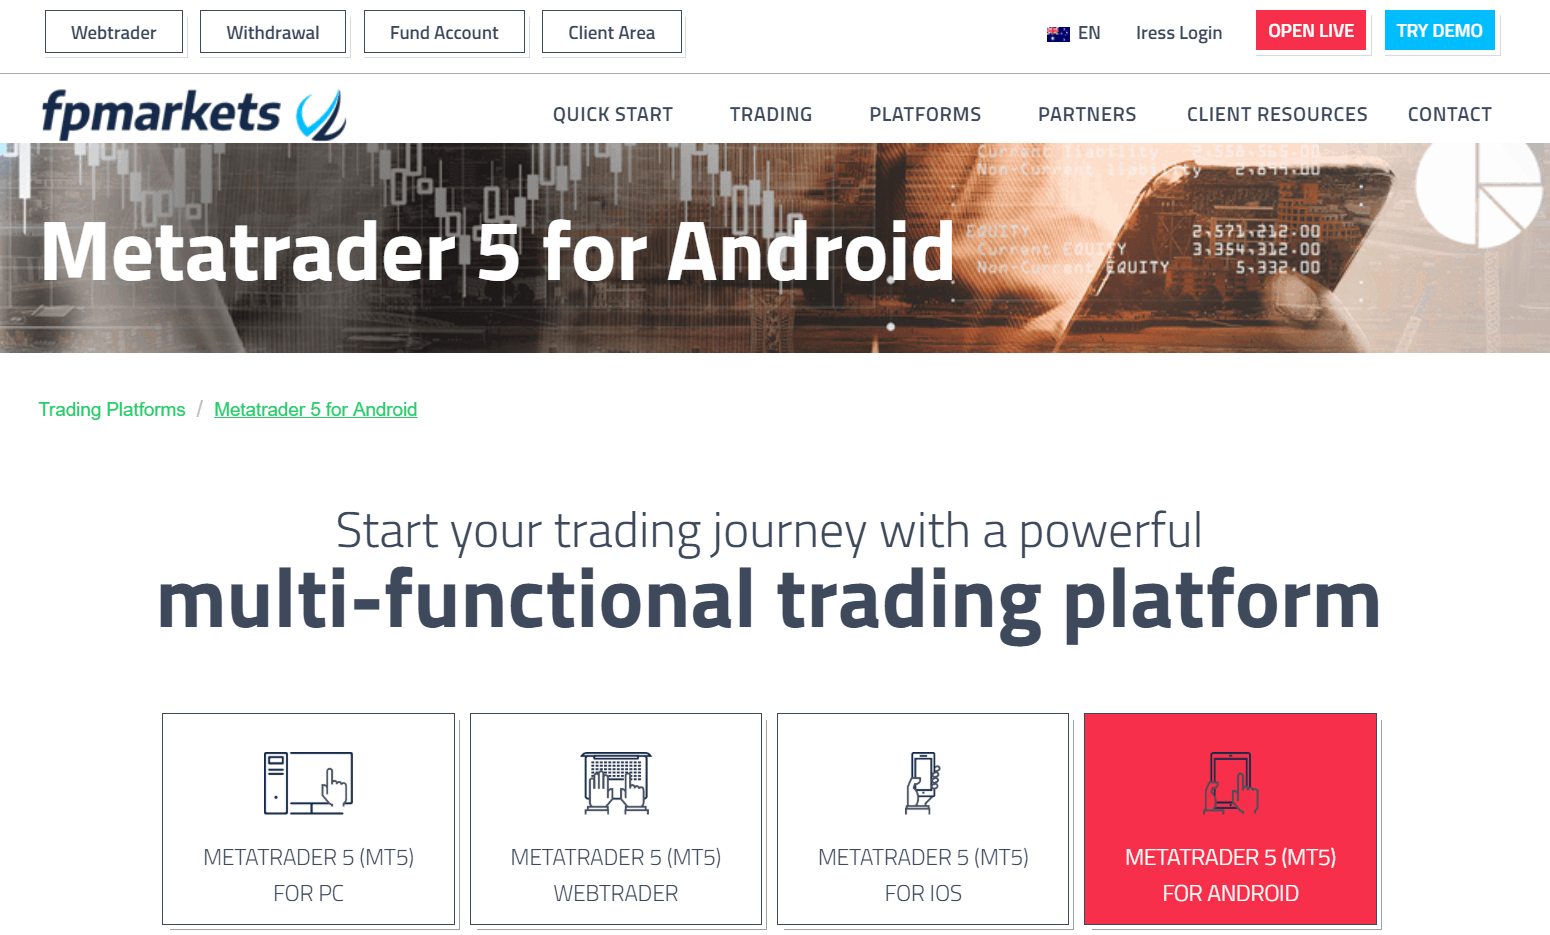 Webtrader Withdrawal Fund Account Client Area EN Iress Login OPEN LIVE TRY DEMO
fpmarkets QUICK START TRADING PLATFORMS PARTNERS CLIENT RESOURCES CONTACT
Current liability 2,556,565.00
Non-Current liability 2,899.00
Metatrader 5 for Android
EQUITY 2,571,212.00
Current EQUITY 3,354,312.00
Non-Current EQUITY 5,332.00
Trading Platforms / Metatrader 5 for Android
Start your trading journey with a powerful
multi-functional trading platform
METATRADER 5 (MT5)
FOR PC
METATRADER 5 (MT5)
WEBTRADER
METATRADER 5 (MT5)
FOR IOS
METATRADER 5 (MT5)
FOR ANDROID